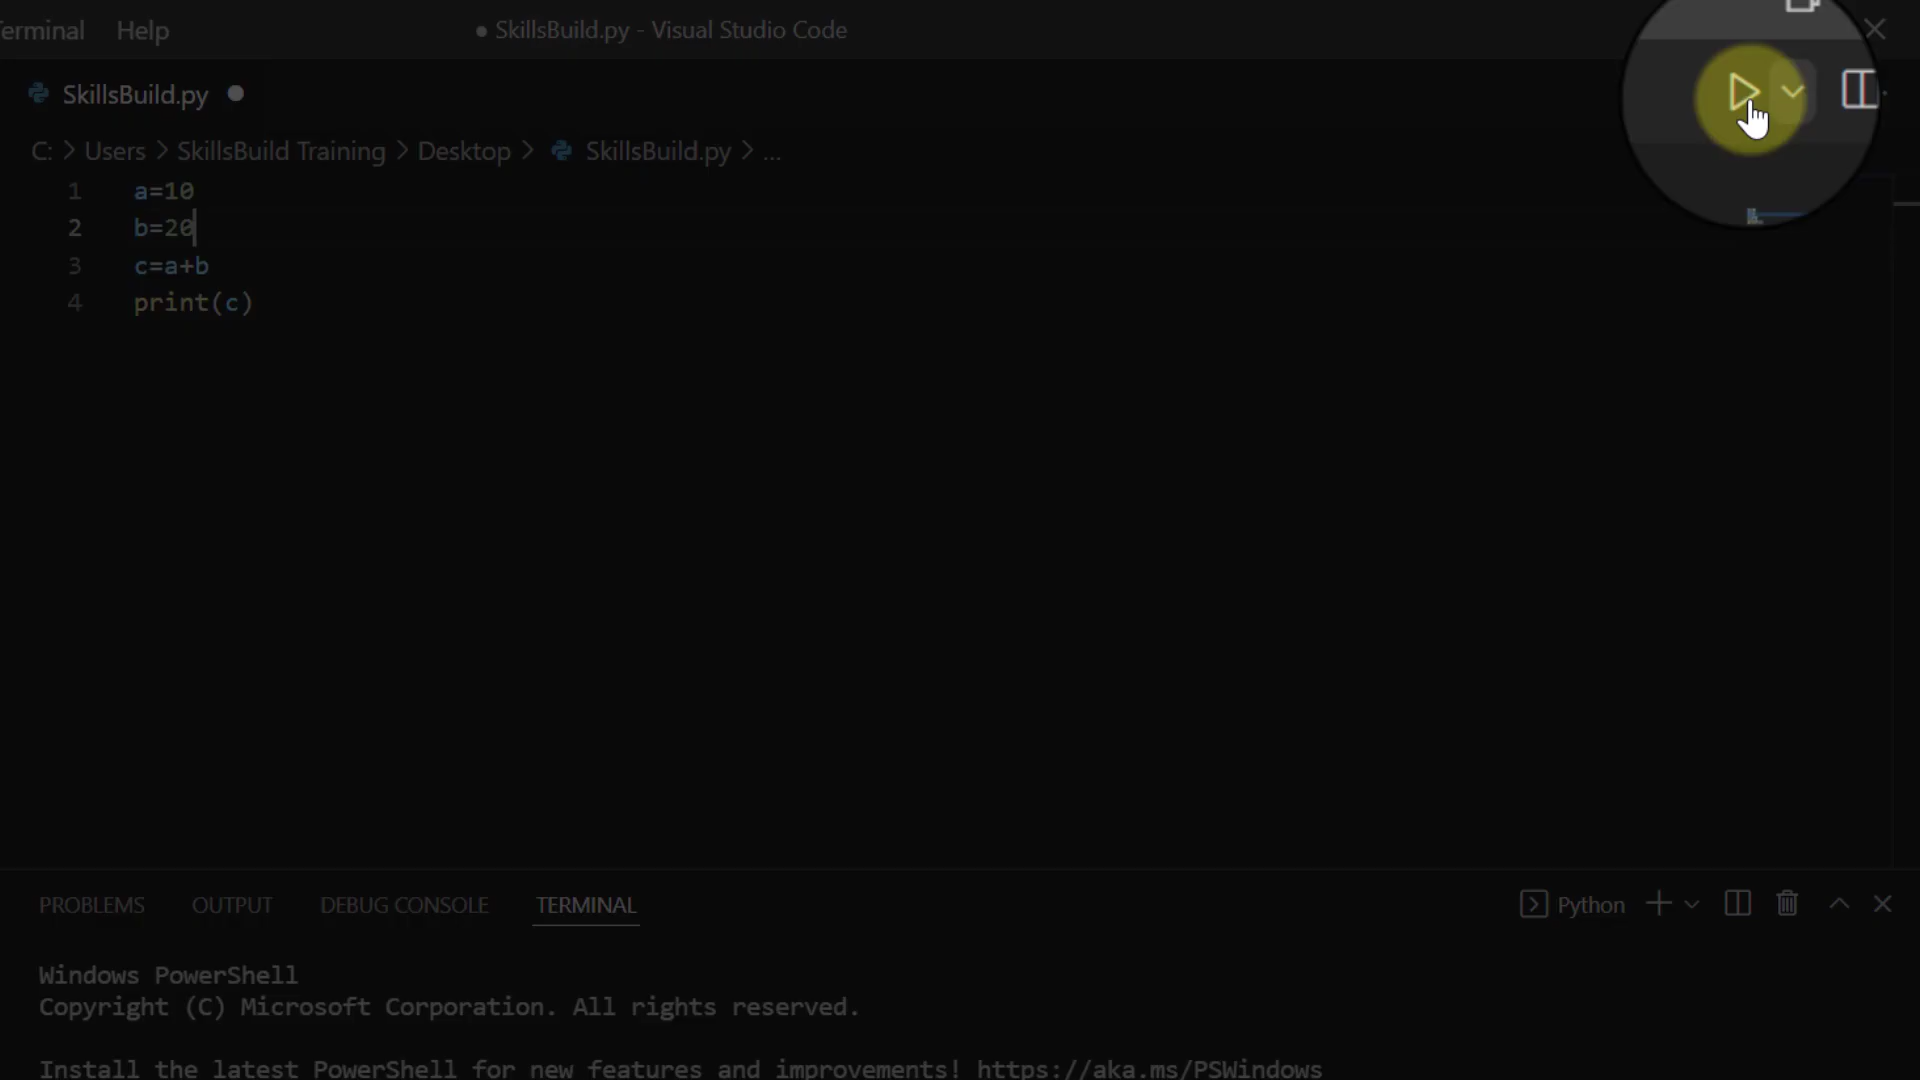 Terminal Help ● SkillsBuild.py - Visual Studio Code
SkillsBuild.py ●
C: > Users > SkillsBuild Training > Desktop > SkillsBuild.py > ...
1 a=10
2 b=20
3 c=a+b
4 print(c)
PROBLEMS OUTPUT DEBUG CONSOLE TERMINAL Python
Windows PowerShell
Copyright (C) Microsoft Corporation. All rights reserved.
Install the latest PowerShell for new features and improvements! https://aka.ms/PSWindows